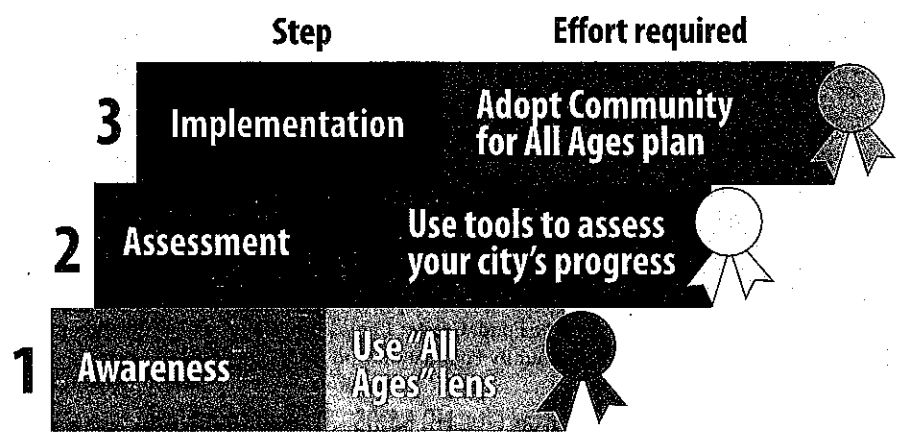 Step Effort required
3 Implementation Adopt Community
for All Ages plan
2 Assessment Use tools to assess
your city's progress
1 Awareness Use "All
Ages" lens